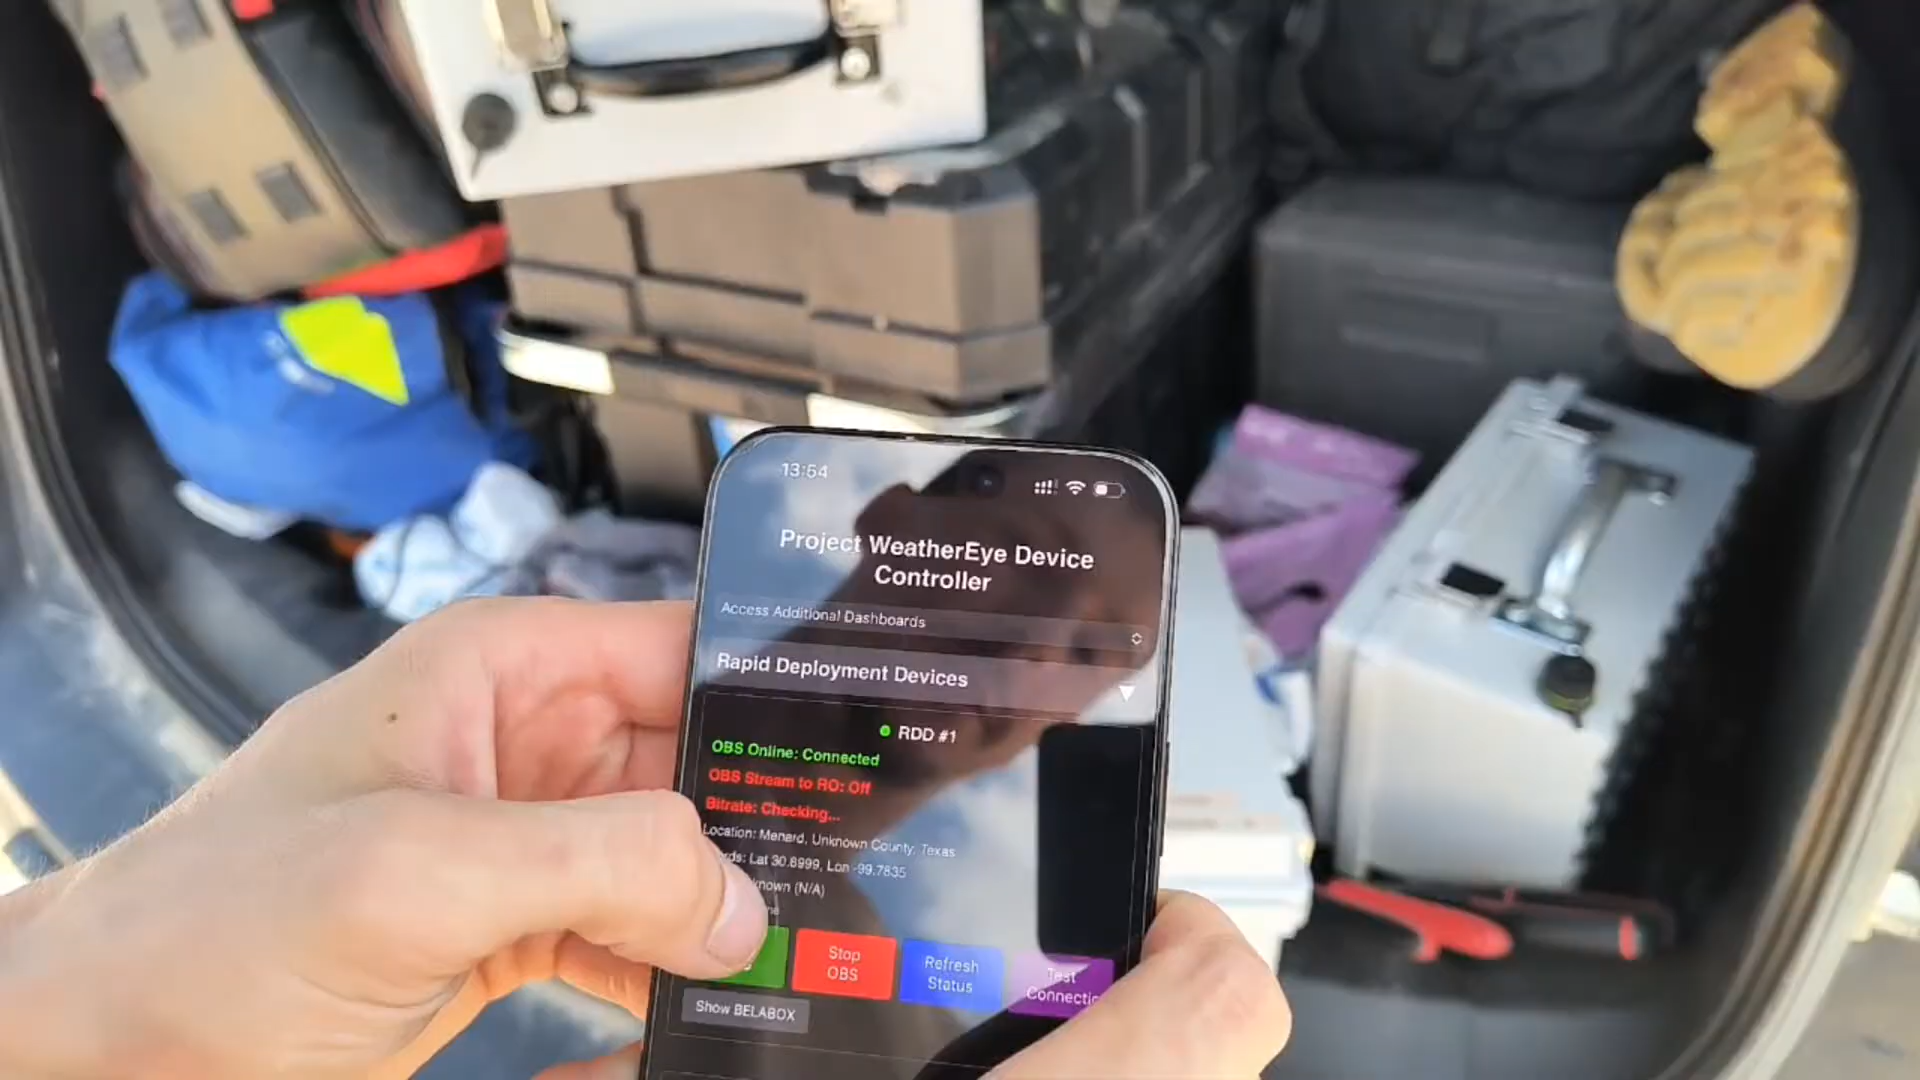 13:54
Project WeatherEye Device
Controller
Access Additional Dashboards
Rapid Deployment Devices
RDD #1
OBS Online: Connected
OBS Stream to RO: Off
Bitrate: Checking...
Location: Menard, Unknown County, Texas
Lat 30.8999, Lon -99.7835
(N/A)
Stop
OBS
Refresh
Status
Test
Show BELABOX